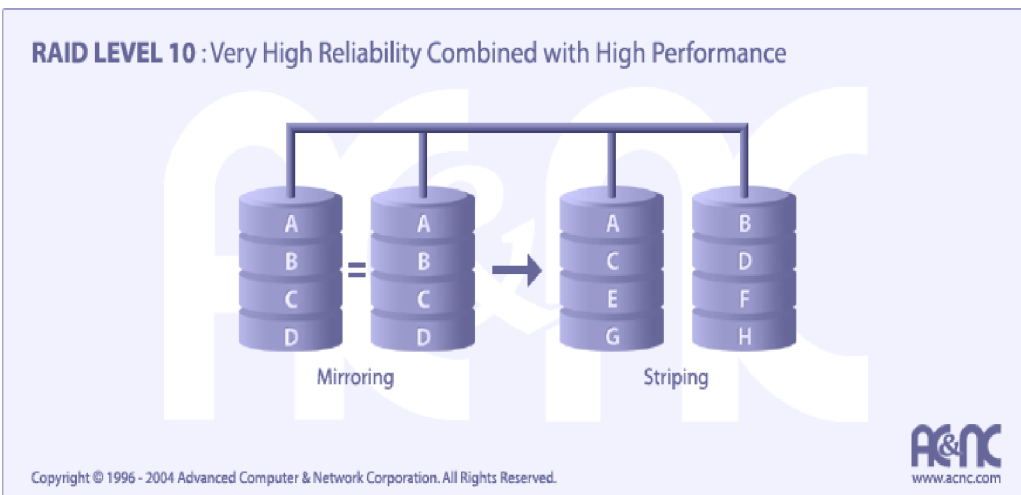 RAID LEVEL 10 : Very High Reliability Combined with High Performance
A A A B
B = B C D
C C E F
D D G H
Mirroring Striping
AC&NC
Copyright © 1996 - 2004 Advanced Computer & Network Corporation. All Rights Reserved.
www.acnc.com